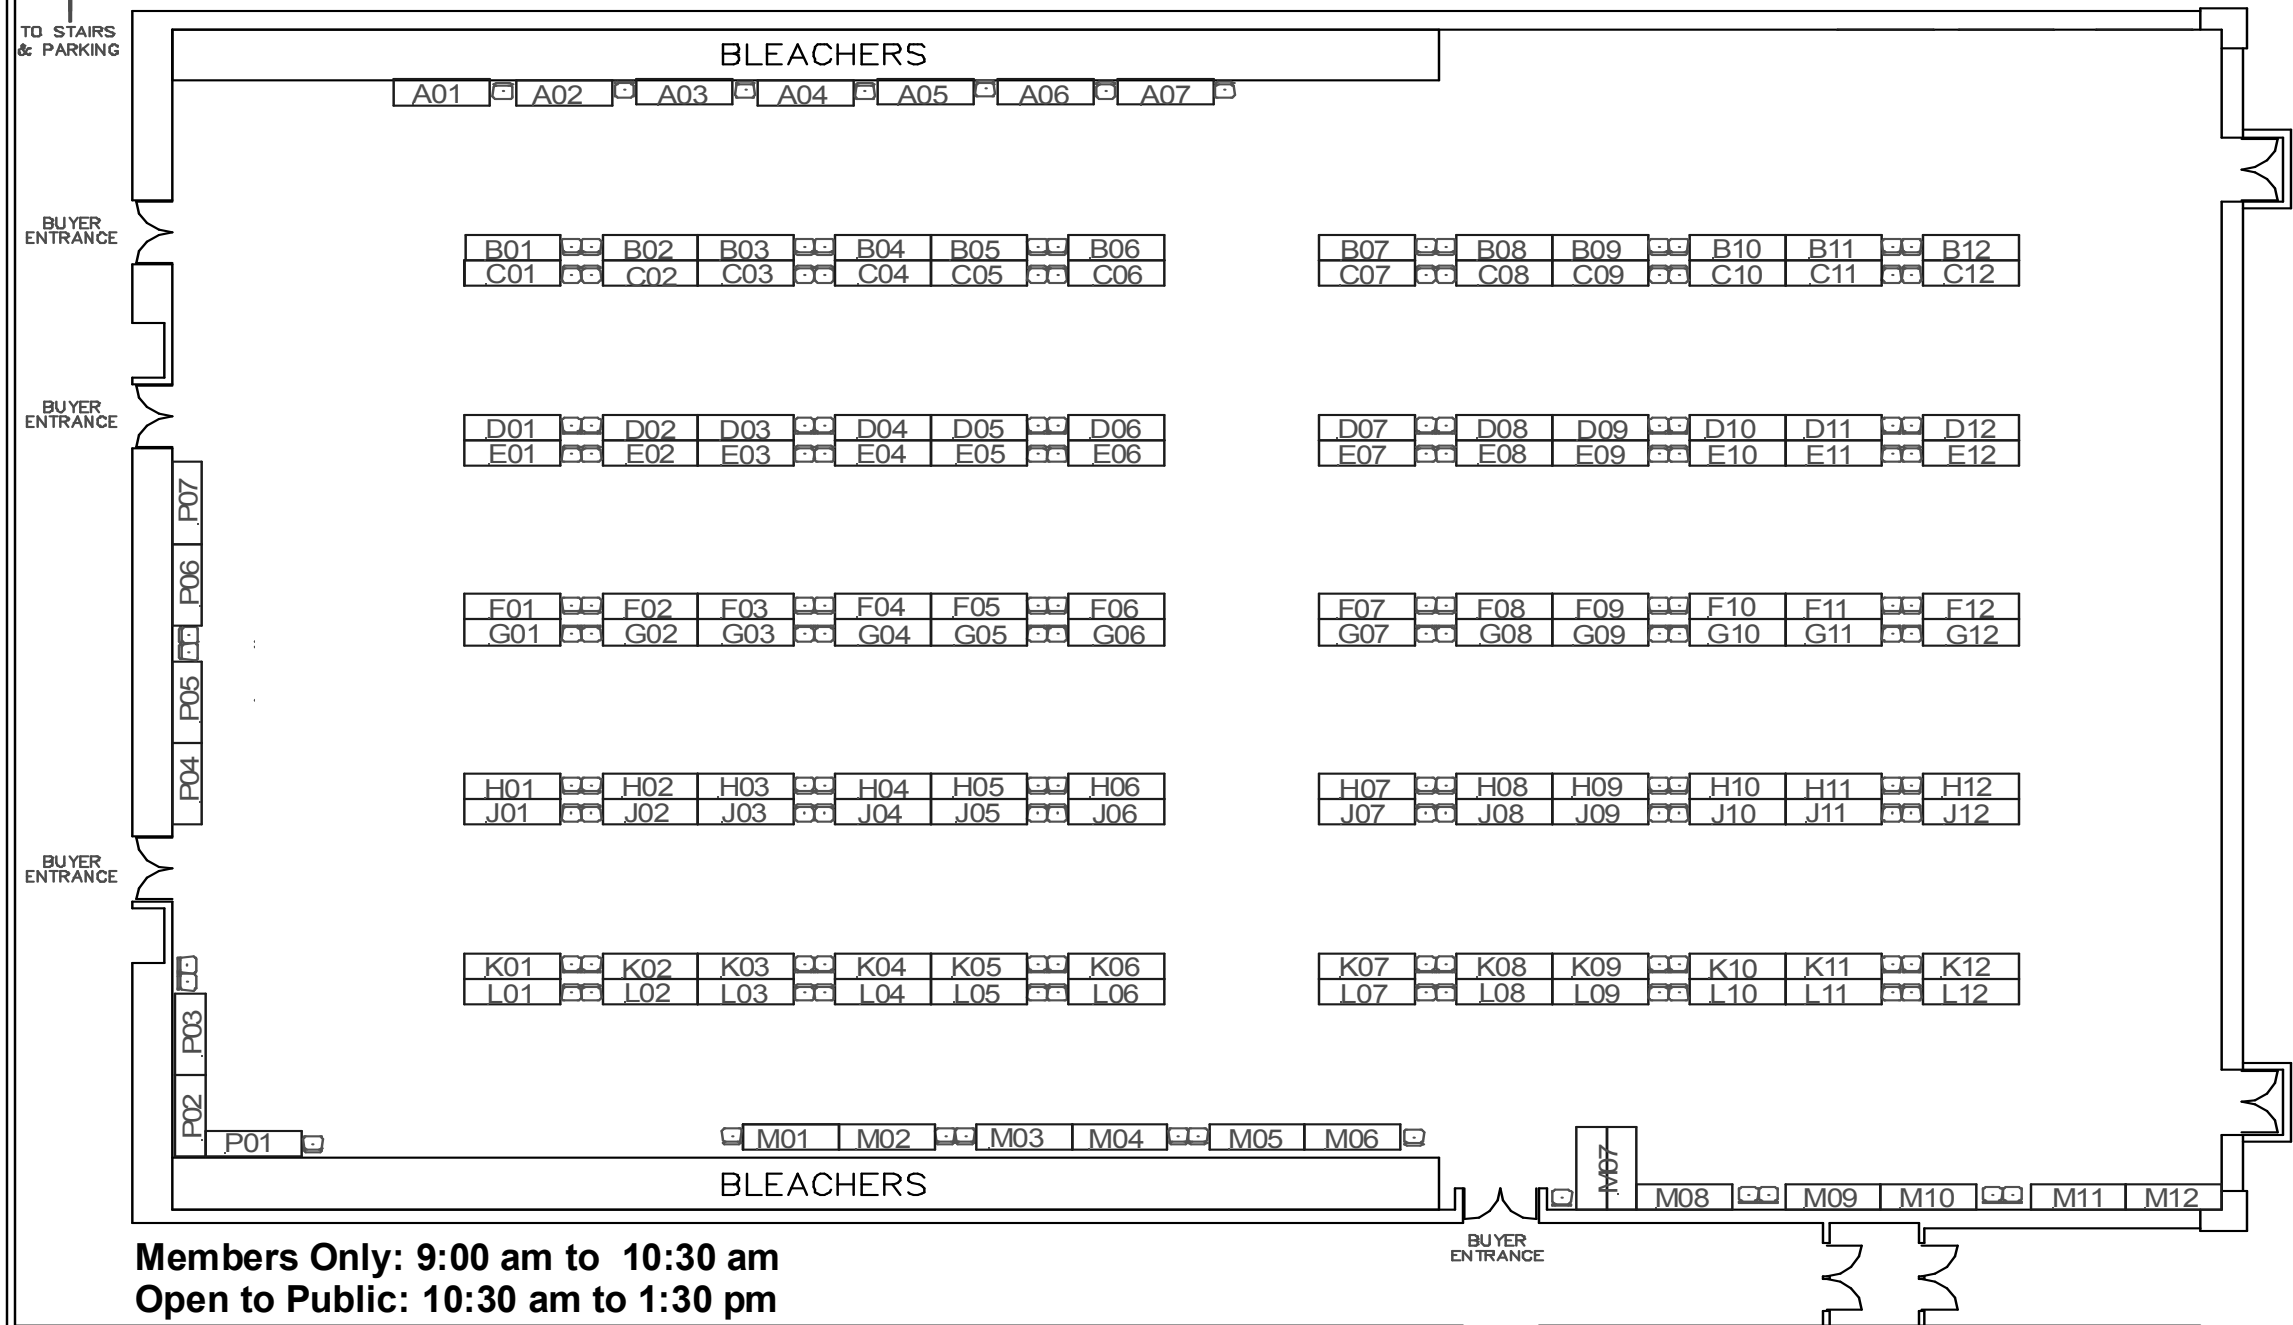 TO STAIRS
& PARKING
BLEACHERS
A01 A02 A03 A04 A05 A06 A07
BUYER
ENTRANCE
B01 B02 B03 B04 B05 B06 B07 B08 B09 B10 B11 B12
C01 C02 C03 C04 C05 C06 C07 C08 C09 C10 C11 C12
BUYER
ENTRANCE
D01 D02 D03 D04 D05 D06 D07 D08 D09 D10 D11 D12
E01 E02 E03 E04 E05 E06 E07 E08 E09 E10 E11 E12
P07
P06
F01 F02 F03 F04 F05 F06 F07 F08 F09 F10 F11 F12
G01 G02 G03 G04 G05 G06 G07 G08 G09 G10 G11 G12
P05
P04
H01 H02 H03 H04 H05 H06 H07 H08 H09 H10 H11 H12
J01 J02 J03 J04 J05 J06 J07 J08 J09 J10 J11 J12
BUYER
ENTRANCE
K01 K02 K03 K04 K05 K06 K07 K08 K09 K10 K11 K12
L01 L02 L03 L04 L05 L06 L07 L08 L09 L10 L11 L12
P03
P02
P01
M01 M02 M03 M04 M05 M06
M07
BLEACHERS
M08 M09 M10 M11 M12
BUYER
ENTRANCE
Members Only: 9:00 am to 10:30 am
Open to Public: 10:30 am to 1:30 pm